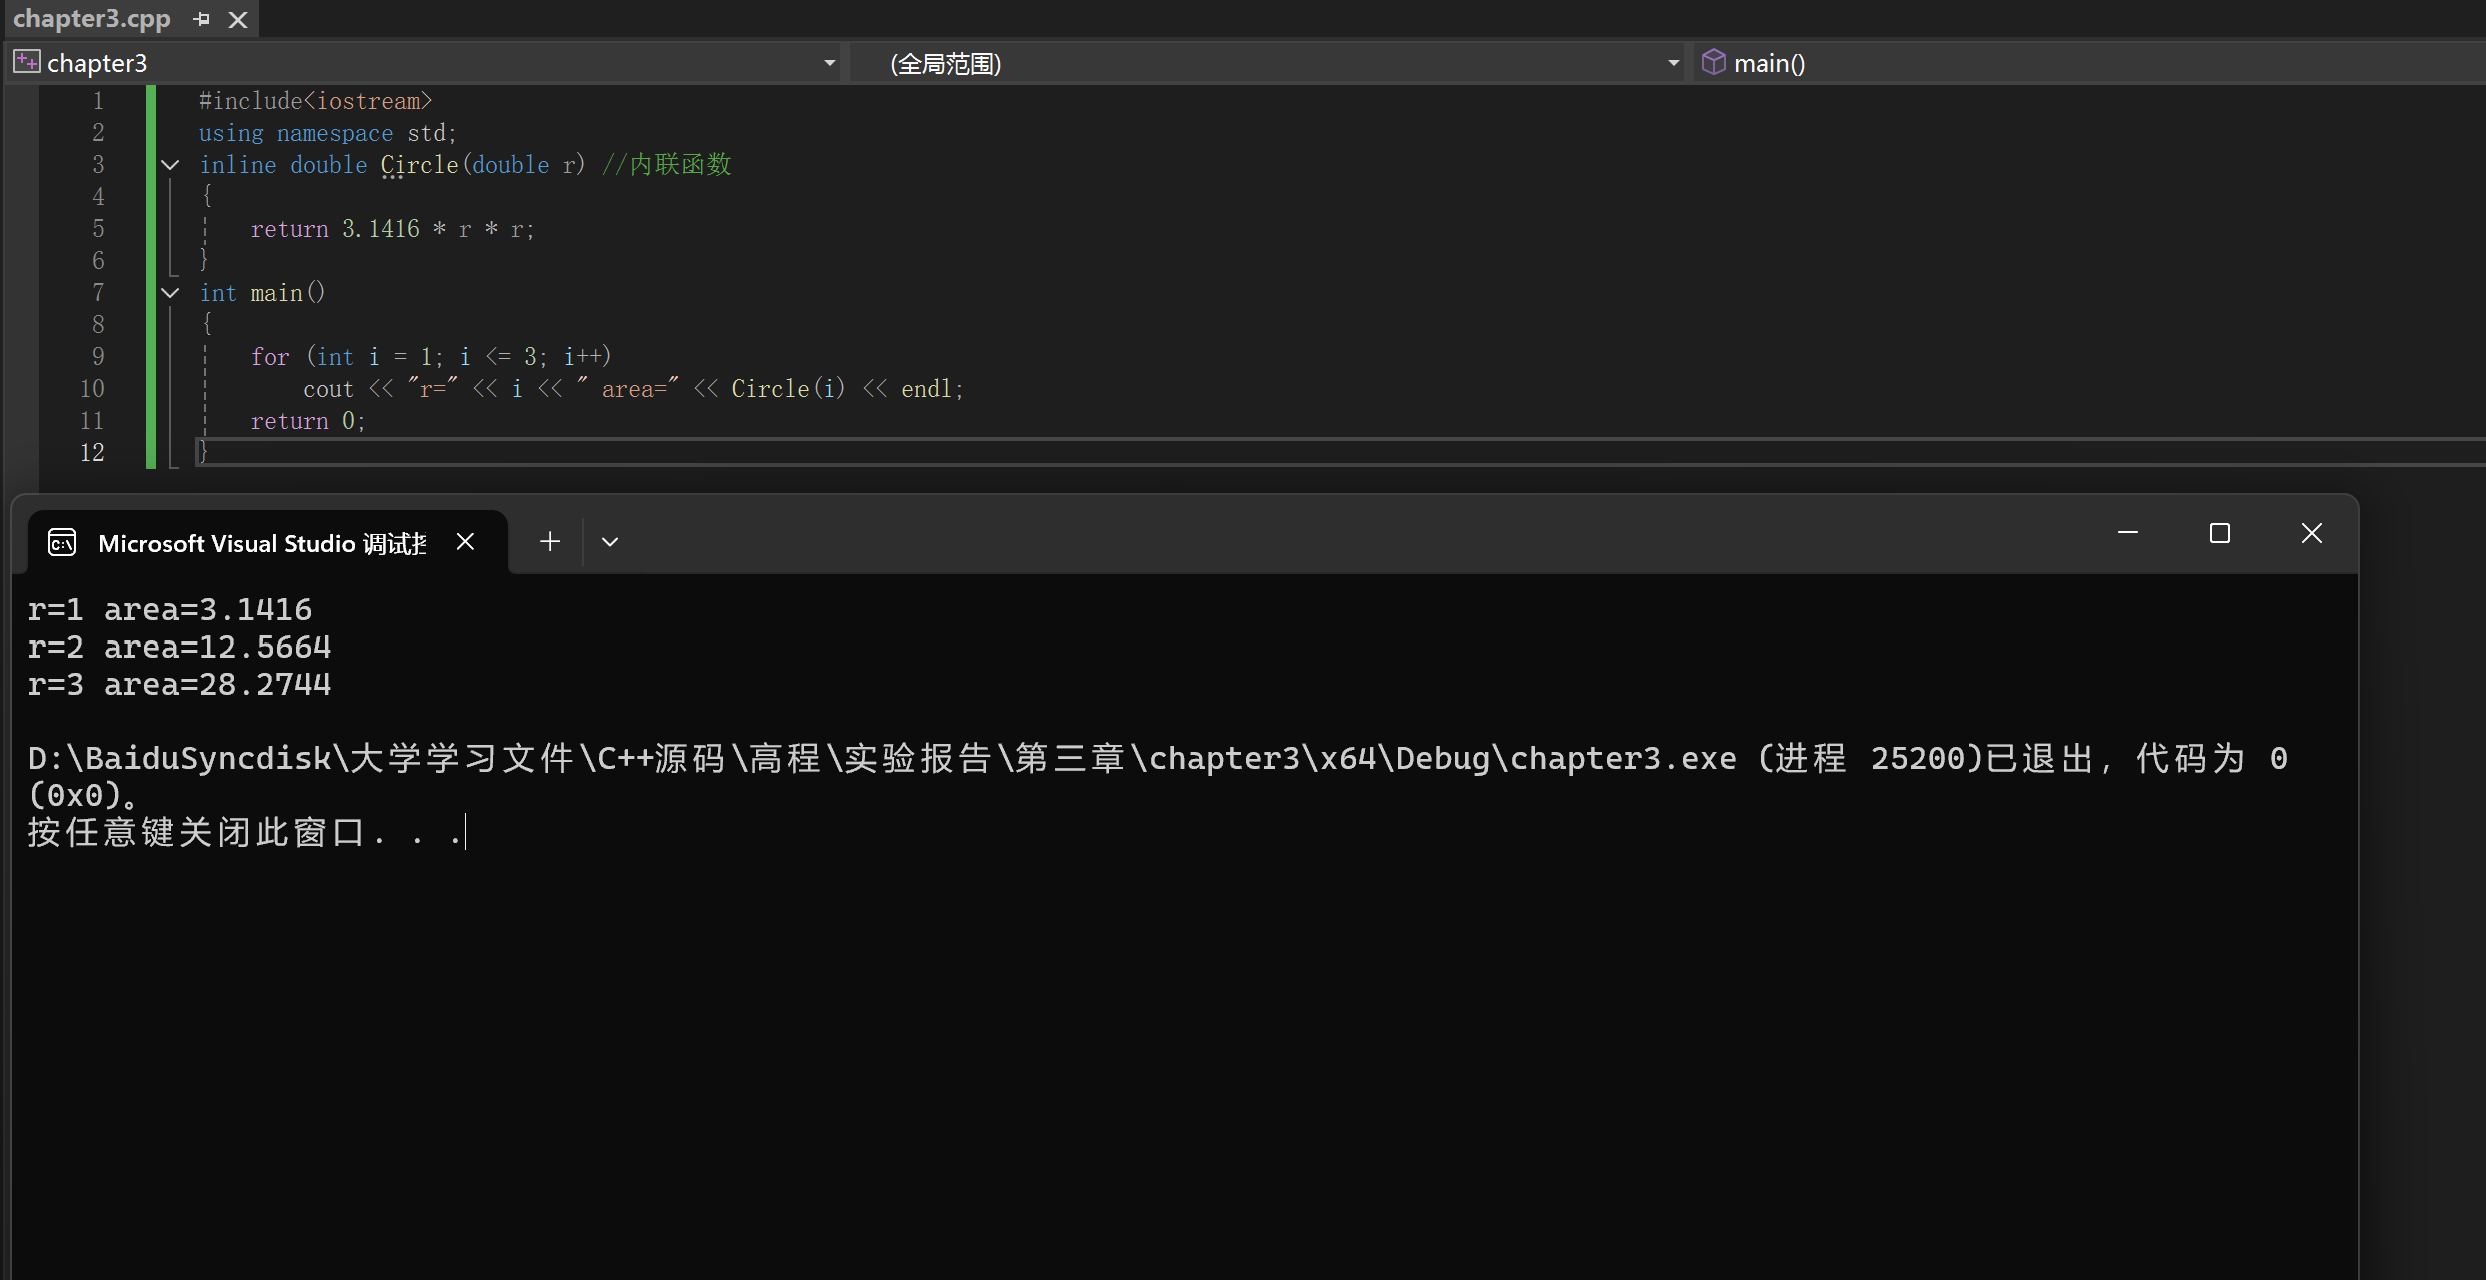 chapter3.cpp
chapter3 (全局范围) main()
1 #include<iostream>
2 using namespace std;
3 inline double Circle(double r) //内联函数
4 {
5 return 3.1416 * r * r;
6 }
7 int main()
8 {
9 for (int i = 1; i <= 3; i++)
10 cout << "r=" << i << " area=" << Circle(i) << endl;
11 return 0;
12 }
Microsoft Visual Studio 调试控
r=1 area=3.1416
r=2 area=12.5664
r=3 area=28.2744
D:\BaiduSyncdisk\大学学习文件\C++源码\高程\实验报告\第三章\chapter3\x64\Debug\chapter3.exe (进程 25200)已退出，代码为 0
(0x0)。
按任意键关闭此窗口. . .